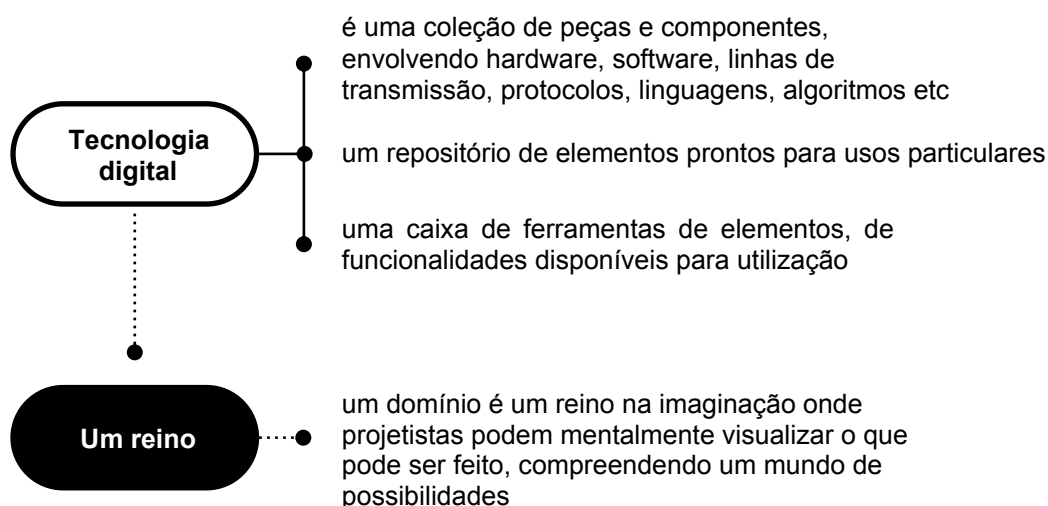 é uma coleção de peças e componentes,
envolvendo hardware, software, linhas de
transmissão, protocolos, linguagens, algoritmos etc
Tecnologia
digital
um repositório de elementos prontos para usos particulares
uma caixa de ferramentas de elementos, de
funcionalidades disponíveis para utilização
Um reino
um domínio é um reino na imaginação onde
projetistas podem mentalmente visualizar o que
pode ser feito, compreendendo um mundo de
possibilidades